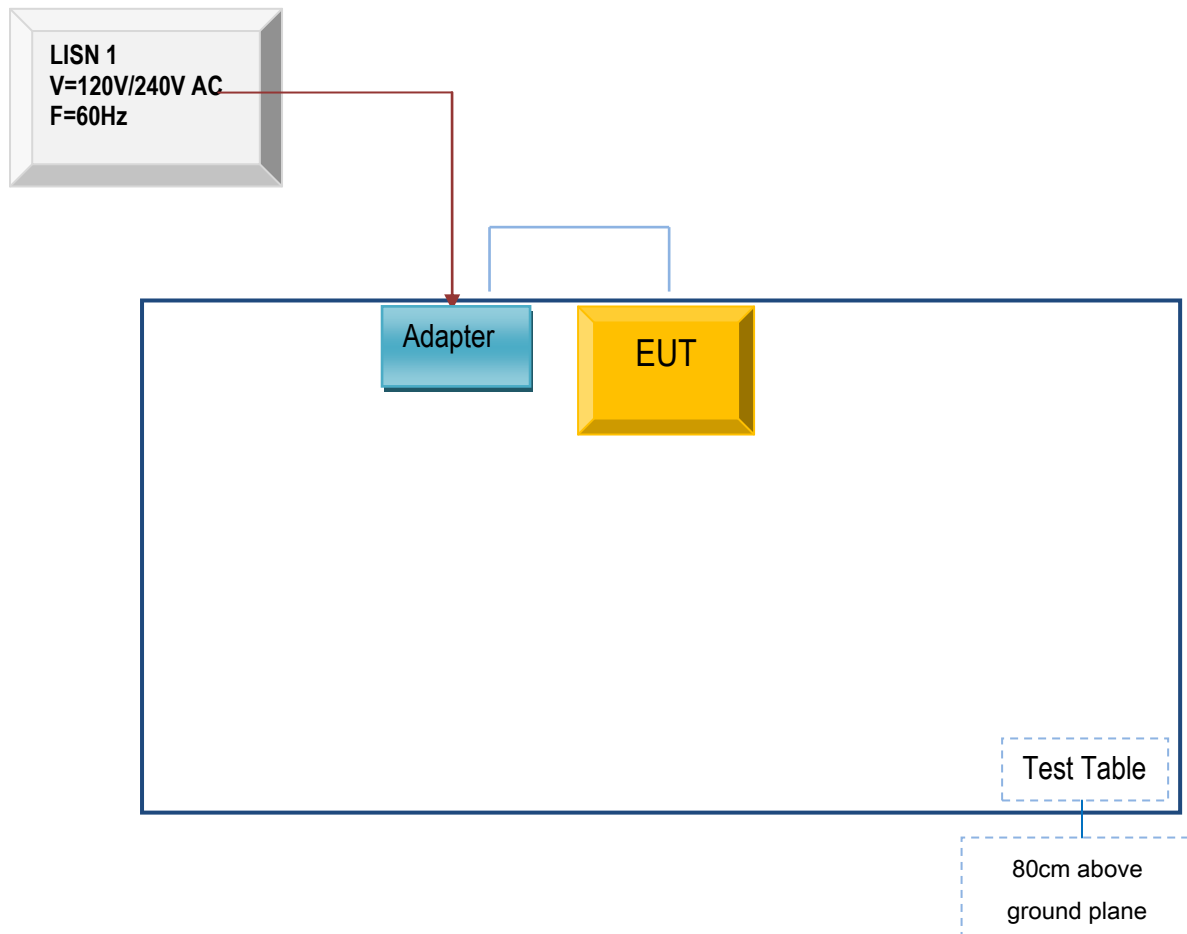 LISN 1
V=120V/240V AC
F=60Hz
Adapter
EUT
Test Table
80cm above
ground plane